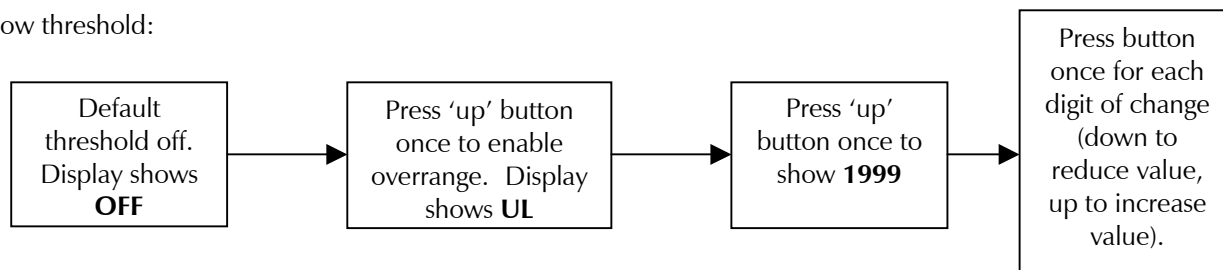 ow threshold:
Default
threshold off.
Display shows
OFF
Press ‘up’ button
once to enable
overrange. Display
shows UL
Press ‘up’
button once to
show 1999
Press button
once for each
digit of change
(down to
reduce value,
up to increase
value).